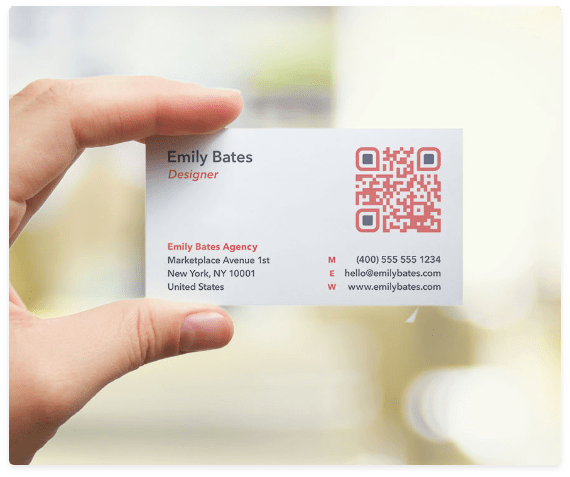 Emily Bates
Designer
Emily Bates Agency
Marketplace Avenue 1st
New York, NY 10001
United States
M (400) 555 555 1234
E hello@emilybates.com
W www.emilybates.com